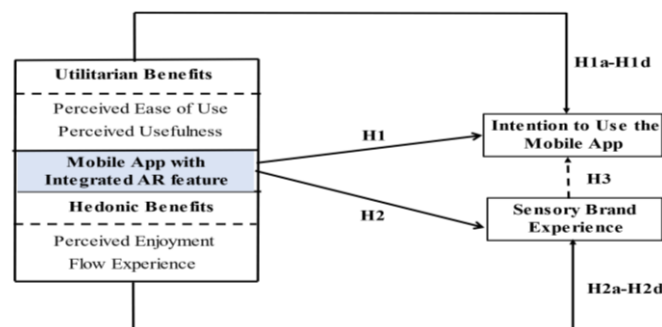 Utilitarian Benefits
Perceived Ease of Use
Perceived Usefulness
Mobile App with
Integrated AR feature
Hedonic Benefits
Perceived Enjoyment
Flow Experience
H1
H2
H1a-H1d
Intention to Use the
Mobile App
H3
Sensory Brand
Experience
H2a-H2d